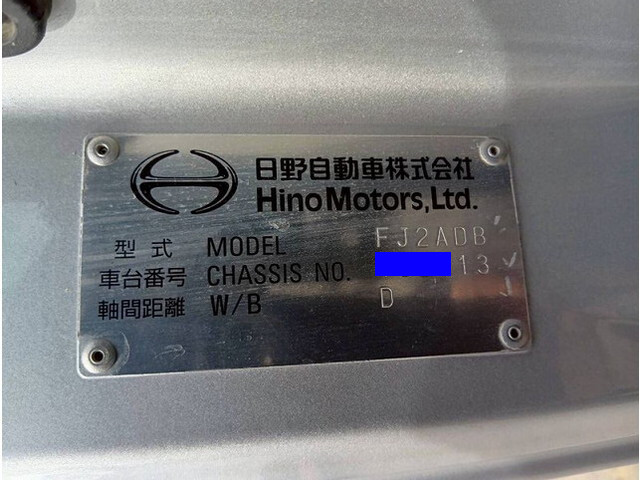 日野自動車株式会社
Hino Motors, Ltd.
型式 MODEL FJ2ADB
車台番号 CHASSIS NO. 13
軸間距離 W/B D